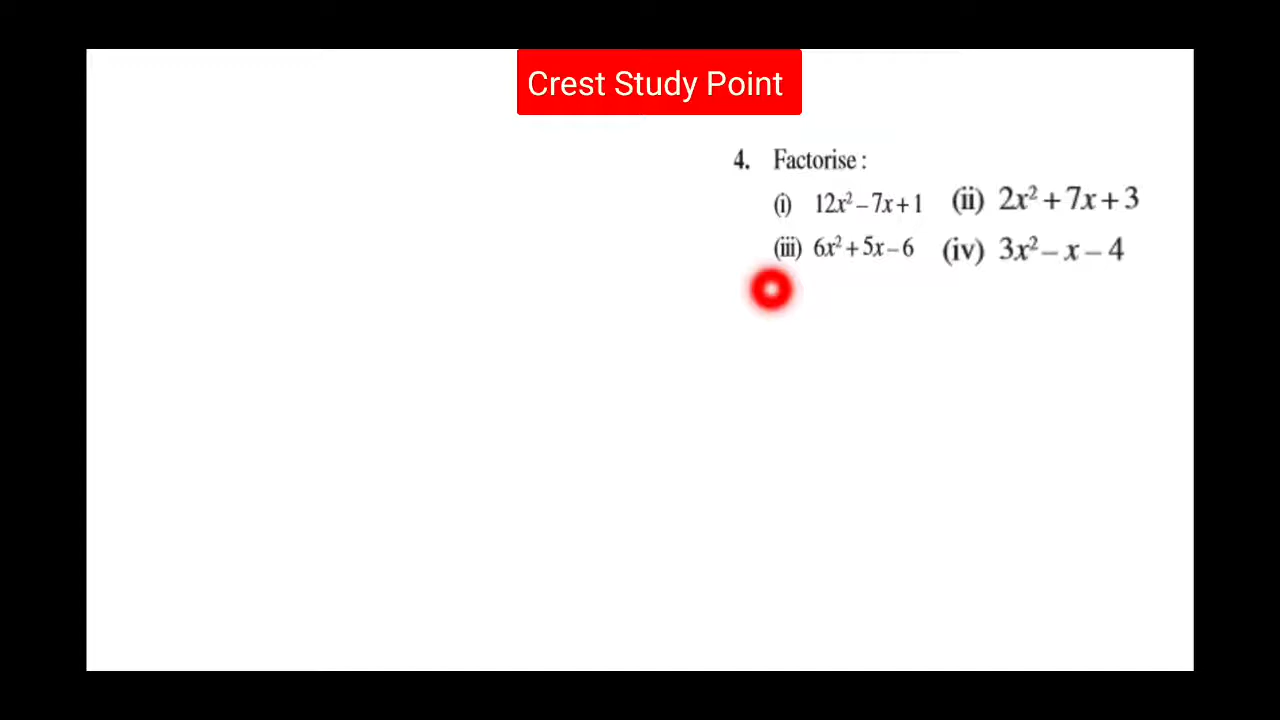 Crest Study Point
4. Factorise :
(i) 12x² – 7x + 1 (ii) 2x² + 7x + 3
(iii) 6x² + 5x – 6 (iv) 3x² – x – 4